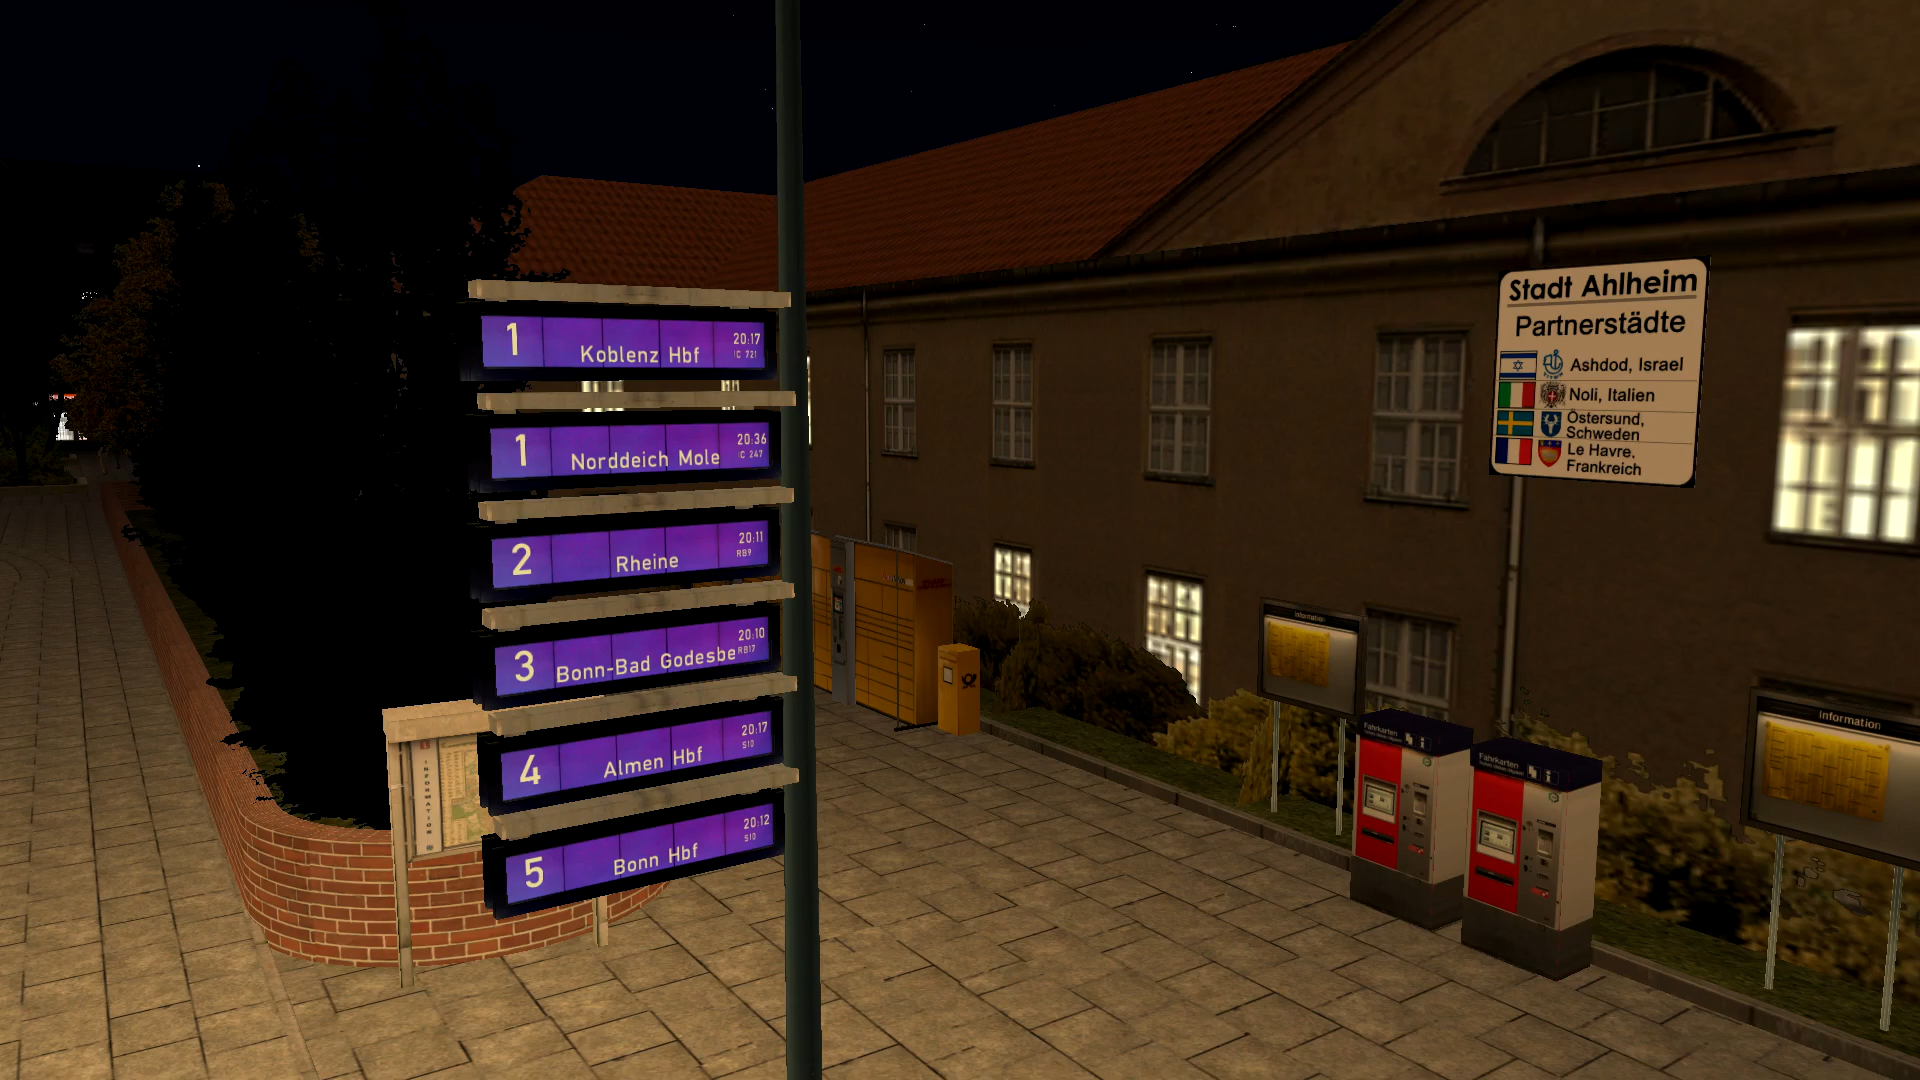 1 Koblenz Hbf 20:17
IC 721
1 Norddeich Mole 20:36
IC 247
2 Rheine 20:11
RB9
3 Bonn-Bad Godesbe 20:10
RB17
4 Almen Hbf 20:17
S10
5 Bonn Hbf 20:12
S10
INFORMATION
Stadt Ahlheim
Partnerstädte
Ashdod, Israel
Noli, Italien
Östersund,
Schweden
Le Havre,
Frankreich
Information
Fahrkarten
Fahrkarten
Information